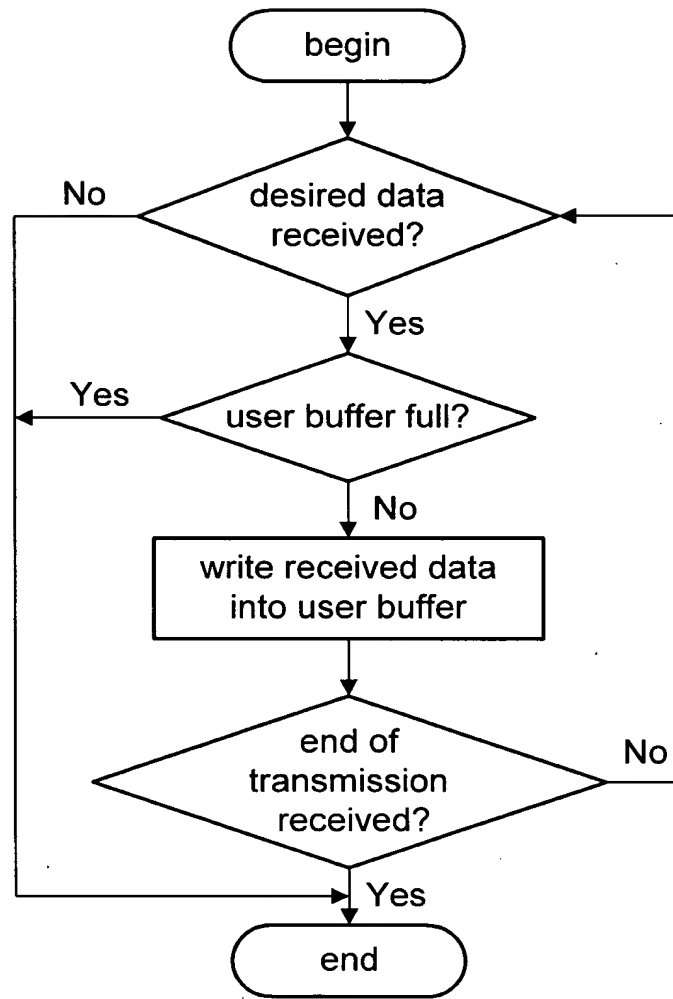 begin
No
desired data
received?
Yes
Yes
user buffer full?
No
write received data
into user buffer
end of
transmission
received?
No
Yes
end